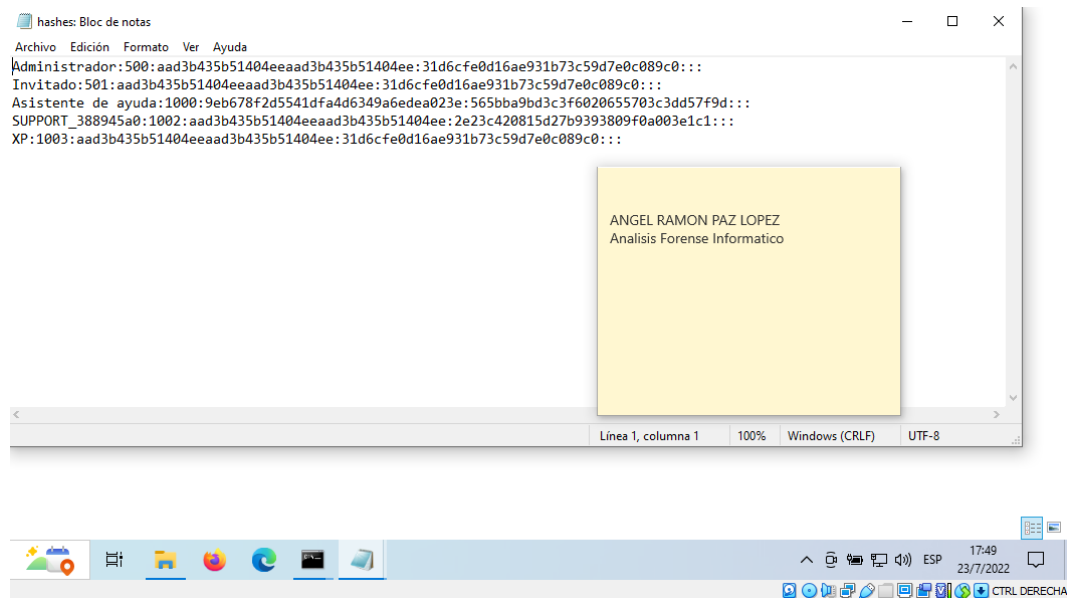 hashes: Bloc de notas
Archivo Edición Formato Ver Ayuda
Administrador:500:aad3b435b51404eeaad3b435b51404ee:31d6cfe0d16ae931b73c59d7e0c089c0:::
Invitado:501:aad3b435b51404eeaad3b435b51404ee:31d6cfe0d16ae931b73c59d7e0c089c0:::
Asistente de ayuda:1000:9eb678f2d5541dfa4d6349a6edea023e:565bba9bd3c3f6020655703c3dd57f9d:::
SUPPORT_388945a0:1002:aad3b435b51404eeaad3b435b51404ee:2e23c420815d27b9393809f0a003e1c1:::
XP:1003:aad3b435b51404eeaad3b435b51404ee:31d6cfe0d16ae931b73c59d7e0c089c0:::
ANGEL RAMON PAZ LOPEZ
Analisis Forense Informatico
Línea 1, columna 1 100% Windows (CRLF) UTF-8
ESP 17:49
23/7/2022
CTRL DERECHA